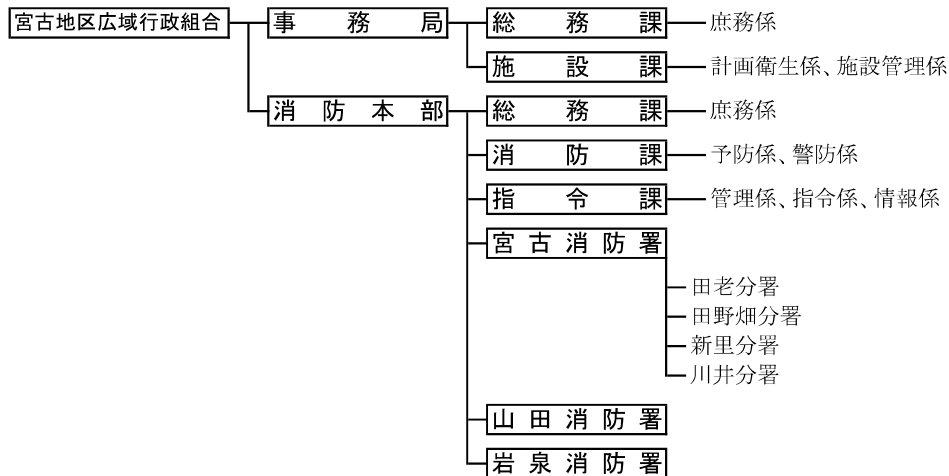 宮古地区広域行政組合 事務局 総務課 庶務係
施設課 計画衛生係、施設管理係
消防本部 総務課 庶務係
消防課 予防係、警防係
指令課 管理係、指令係、情報係
宮古消防署
田老分署
田野畑分署
新里分署
川井分署
山田消防署
岩泉消防署